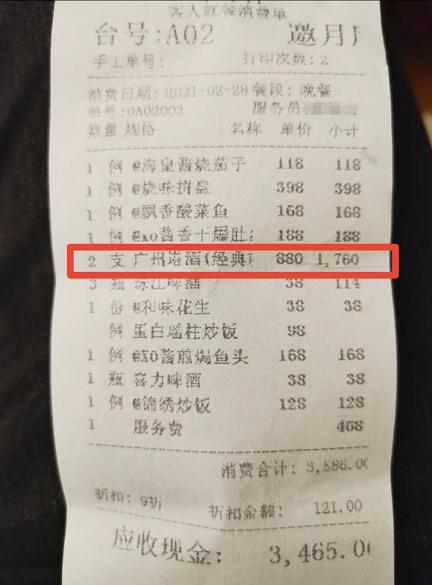 客人就餐消费单
台号:A02 邀月
手工单号: 打印次数:2
消费日期:2021-02-28 餐段:晚餐
单号:0A02003 服务员
数量 规格 名称 单价 小计
1 例 @海皇酱烧茄子 118 118
1 例 @烧味拼盘 398 398
1 例 @飘香酸菜鱼 168 168
1 例 @xo酱香干爆肚 188 188
2 支 广州塔酒(经典 880 1,760
3 瓶 珠江啤酒 38 114
1 份 @和味花生 38 38
例 蛋白瑶柱炒饭 98
1 例 @XO酱煎焗鱼头 168 168
1 瓶 喜力啤酒 38 38
1 例 @锦绣炒饭 128 128
1 服务费 468
消费合计: 3,586.00
折扣: 9折 折扣金额: 121.00
应收现金: 3,465.00